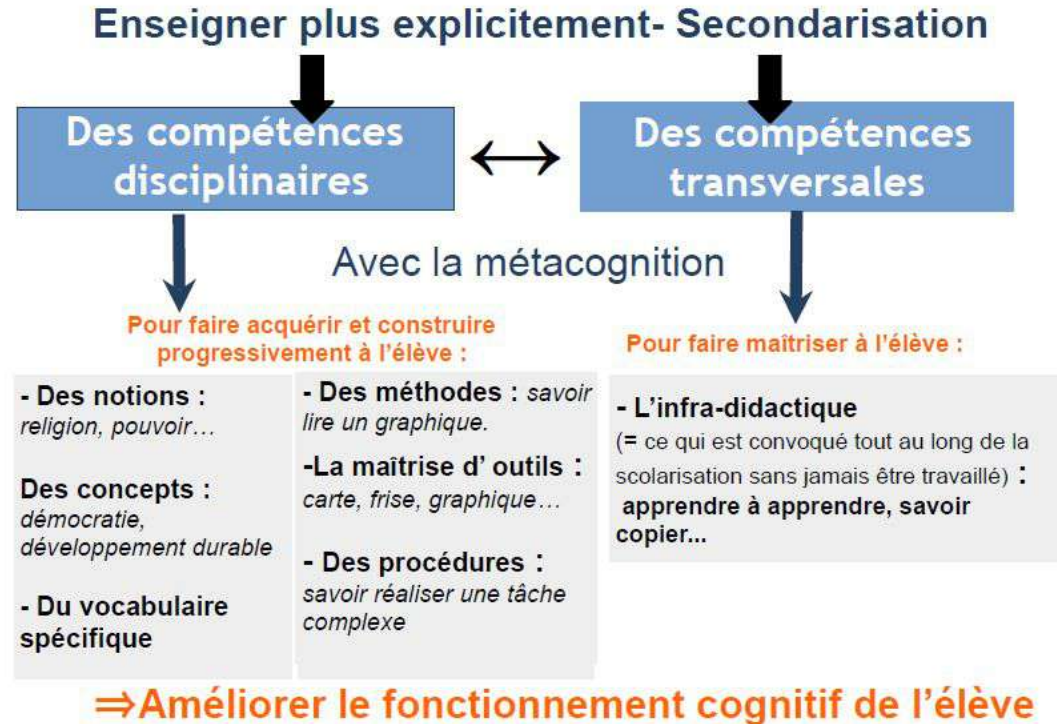 Enseigner plus explicitement- Secondarisation
Des compétences
disciplinaires
Des compétences
transversales
Avec la métacognition
Pour faire acquérir et construire
progressivement à l'élève :
- Des notions :
religion, pouvoir…
Des concepts :
démocratie,
développement durable
- Du vocabulaire
spécifique
- Des méthodes : savoir
lire un graphique.
-La maîtrise d' outils :
carte, frise, graphique…
- Des procédures :
savoir réaliser une tâche
complexe
Pour faire maîtriser à l'élève :
- L'infra-didactique
(= ce qui est convoqué tout au long de la
scolarisation sans jamais être travaillé) :
apprendre à apprendre, savoir
copier...
⇒Améliorer le fonctionnement cognitif de l'élève